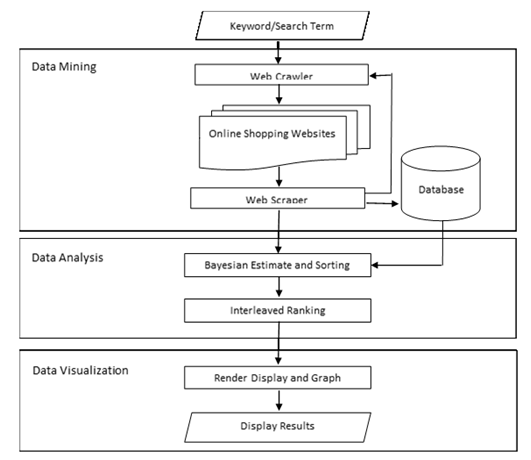 Keyword/Search Term
Data Mining
Web Crawler
Online Shopping Websites
Database
Web Scraper
Data Analysis
Bayesian Estimate and Sorting
Interleaved Ranking
Data Visualization
Render Display and Graph
Display Results